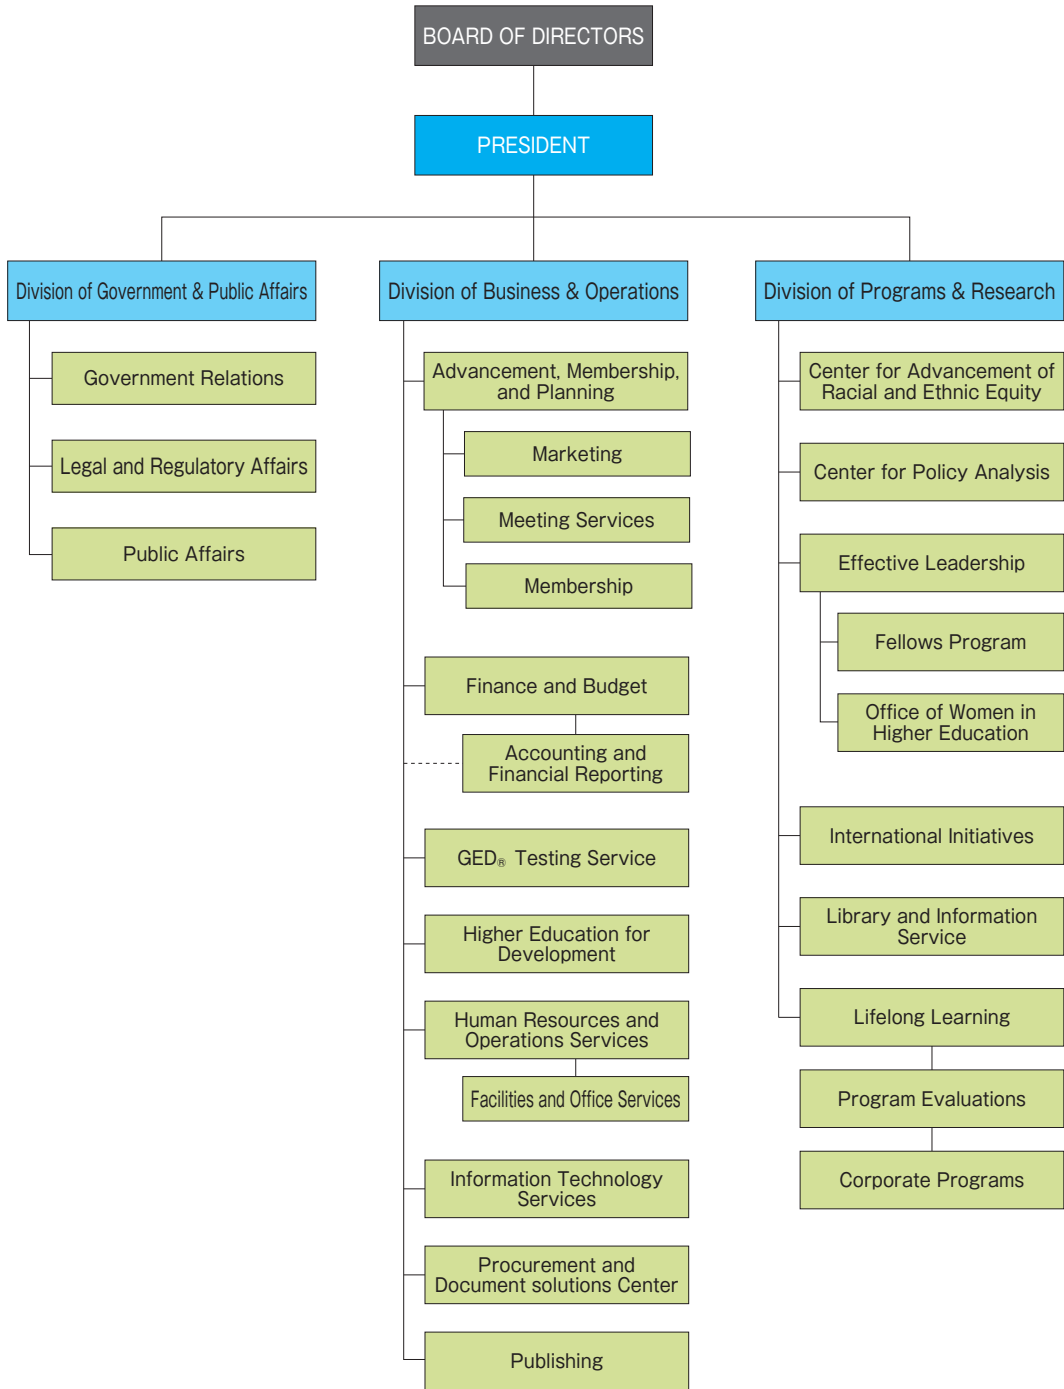 BOARD OF DIRECTORS
PRESIDENT
Division of Government & Public Affairs
Government Relations
Legal and Regulatory Affairs
Public Affairs
Division of Business & Operations
Advancement, Membership,
and Planning
Marketing
Meeting Services
Membership
Finance and Budget
Accounting and
Financial Reporting
GED® Testing Service
Higher Education for
Development
Human Resources and
Operations Services
Facilities and Office Services
Information Technology
Services
Procurement and
Document solutions Center
Publishing
Division of Programs & Research
Center for Advancement of
Racial and Ethnic Equity
Center for Policy Analysis
Effective Leadership
Fellows Program
Office of Women in
Higher Education
International Initiatives
Library and Information
Service
Lifelong Learning
Program Evaluations
Corporate Programs